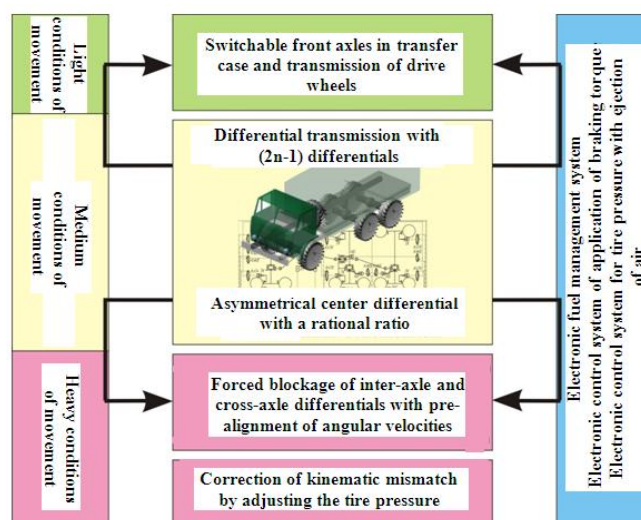 Light
conditions of
movement
Switchable front axles in transfer
case and transmission of drive
wheels
Medium
conditions of
movement
Differential transmission with
(2n-1) differentials
Asymmetrical center differential
with a rational ratio
Heavy conditions
of movement
Forced blockage of inter-axle and
cross-axle differentials with pre-
alignment of angular velocities
Correction of kinematic mismatch
by adjusting the tire pressure
Electronic fuel management system
Electronic control system of application of braking torque
Electronic control system for tire pressure with ejection
of air